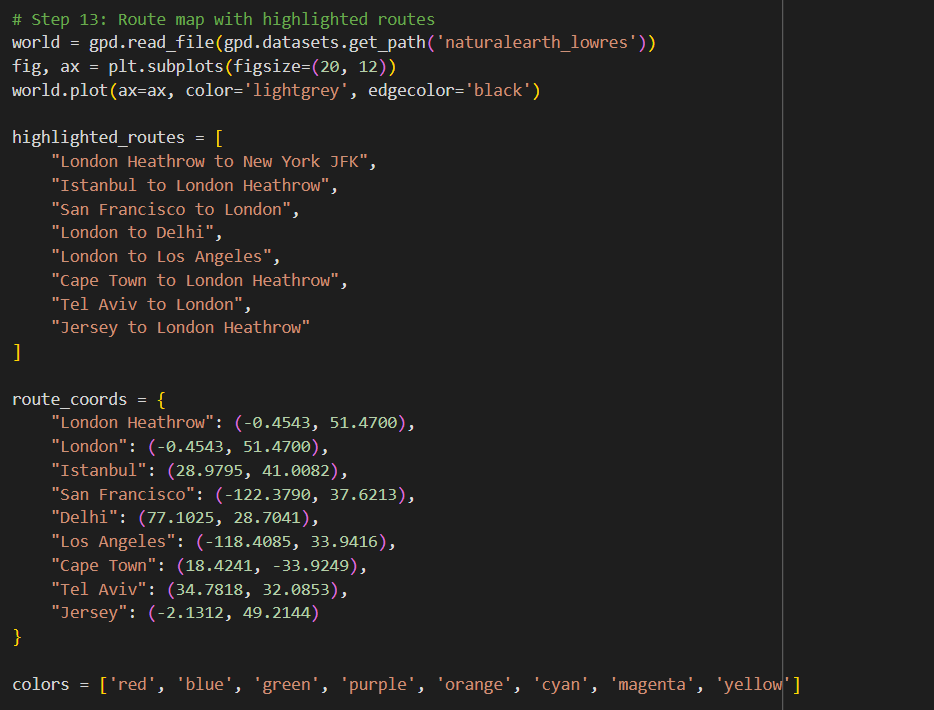 # Step 13: Route map with highlighted routes
world = gpd.read_file(gpd.datasets.get_path('naturalearth_lowres'))
fig, ax = plt.subplots(figsize=(20, 12))
world.plot(ax=ax, color='lightgrey', edgecolor='black')

highlighted_routes = [
    "London Heathrow to New York JFK",
    "Istanbul to London Heathrow",
    "San Francisco to London",
    "London to Delhi",
    "London to Los Angeles",
    "Cape Town to London Heathrow",
    "Tel Aviv to London",
    "Jersey to London Heathrow"
]

route_coords = {
    "London Heathrow": (-0.4543, 51.4700),
    "London": (-0.4543, 51.4700),
    "Istanbul": (28.9795, 41.0082),
    "San Francisco": (-122.3790, 37.6213),
    "Delhi": (77.1025, 28.7041),
    "Los Angeles": (-118.4085, 33.9416),
    "Cape Town": (18.4241, -33.9249),
    "Tel Aviv": (34.7818, 32.0853),
    "Jersey": (-2.1312, 49.2144)
}

colors = ['red', 'blue', 'green', 'purple', 'orange', 'cyan', 'magenta', 'yellow']